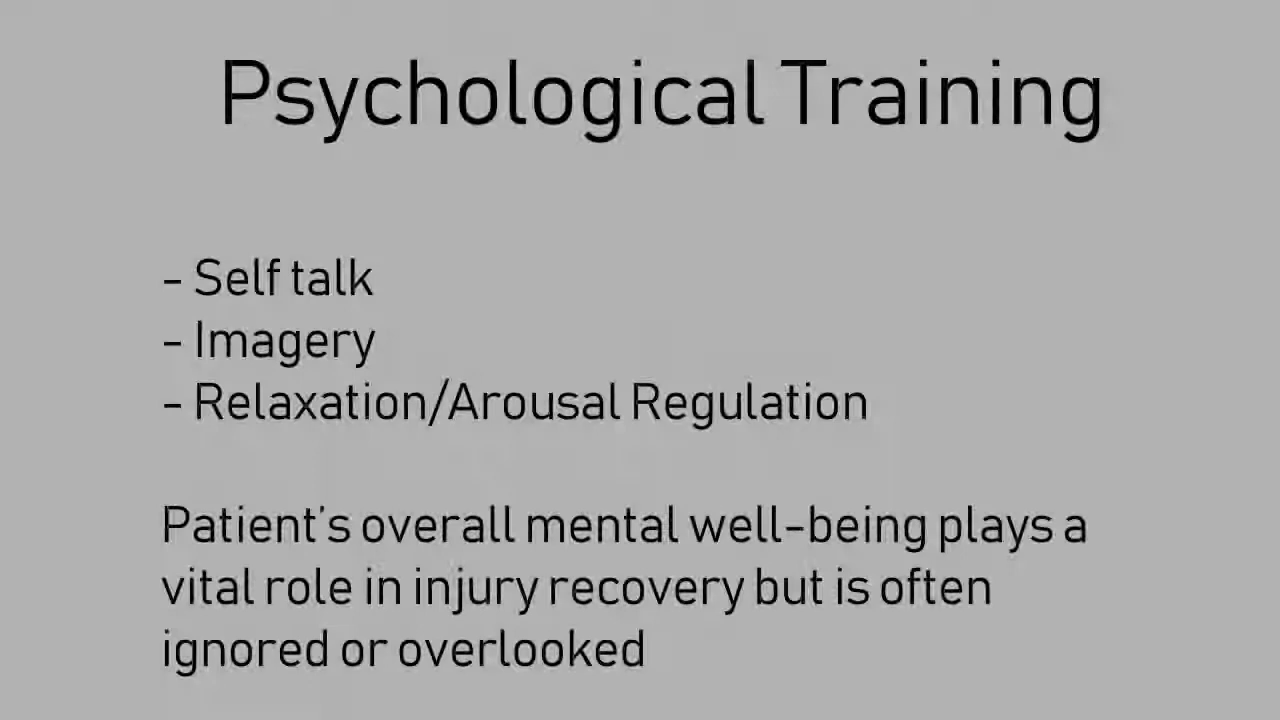 Psychological Training
- Self talk
- Imagery
- Relaxation/Arousal Regulation
Patient's overall mental well-being plays a
vital role in injury recovery but is often
ignored or overlooked